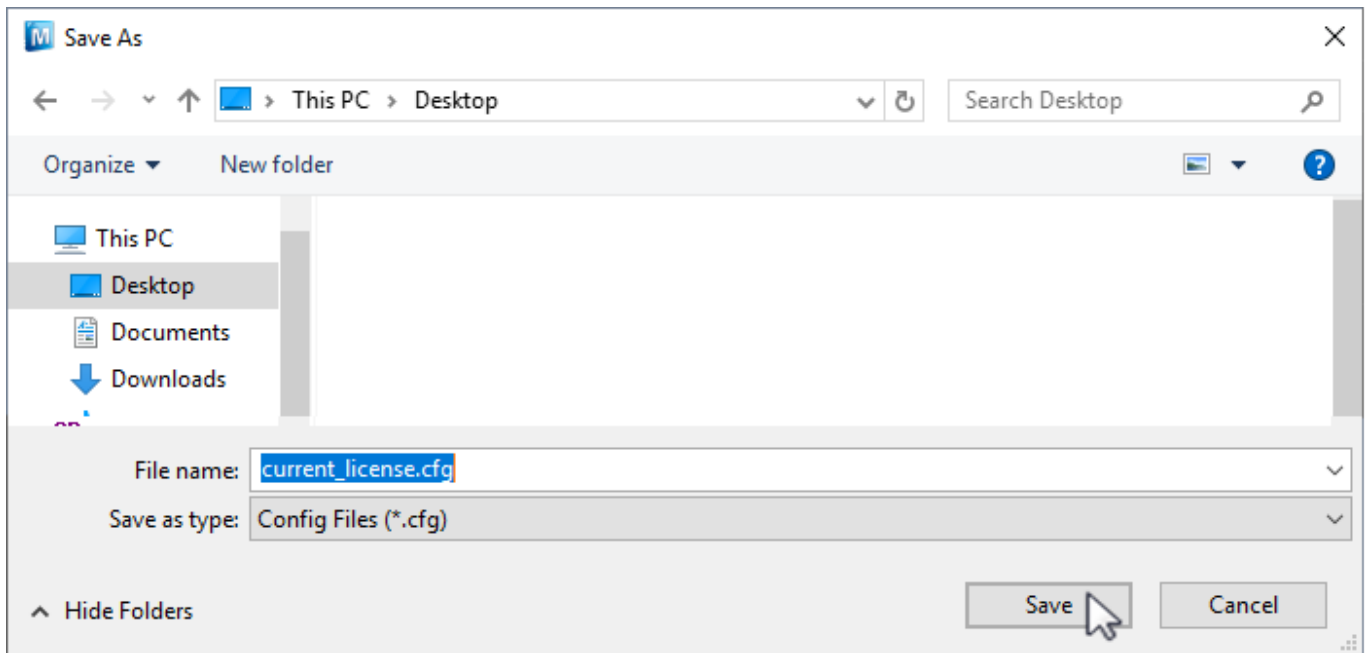 M Save As
This PC > Desktop
Search Desktop
Organize
New folder
?
This PC
Desktop
Documents
Downloads
File name: current_license.cfg
Save as type: Config Files (*.cfg)
Hide Folders
Save
Cancel